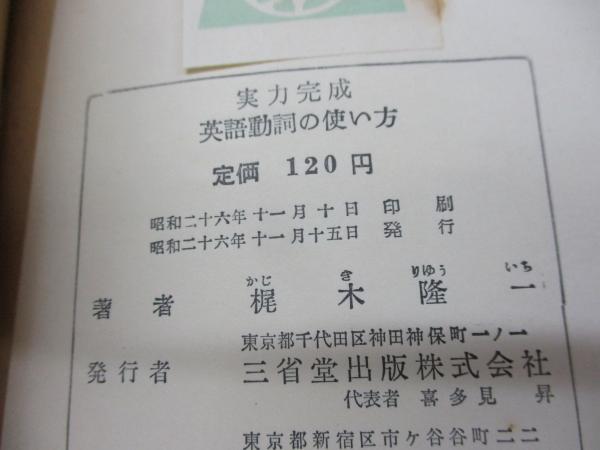 実力完成
英語動詞の使い方
定価 120円
昭和二十六年十一月十日 印刷
昭和二十六年十一月十五日 発行
かじ き りゆう いち
著者 梶木隆一
東京都千代田区神田神保町一ノ一
発行者 三省堂出版株式会社
代表者 喜多見 昇
東京都新宿区市ケ谷谷町二二